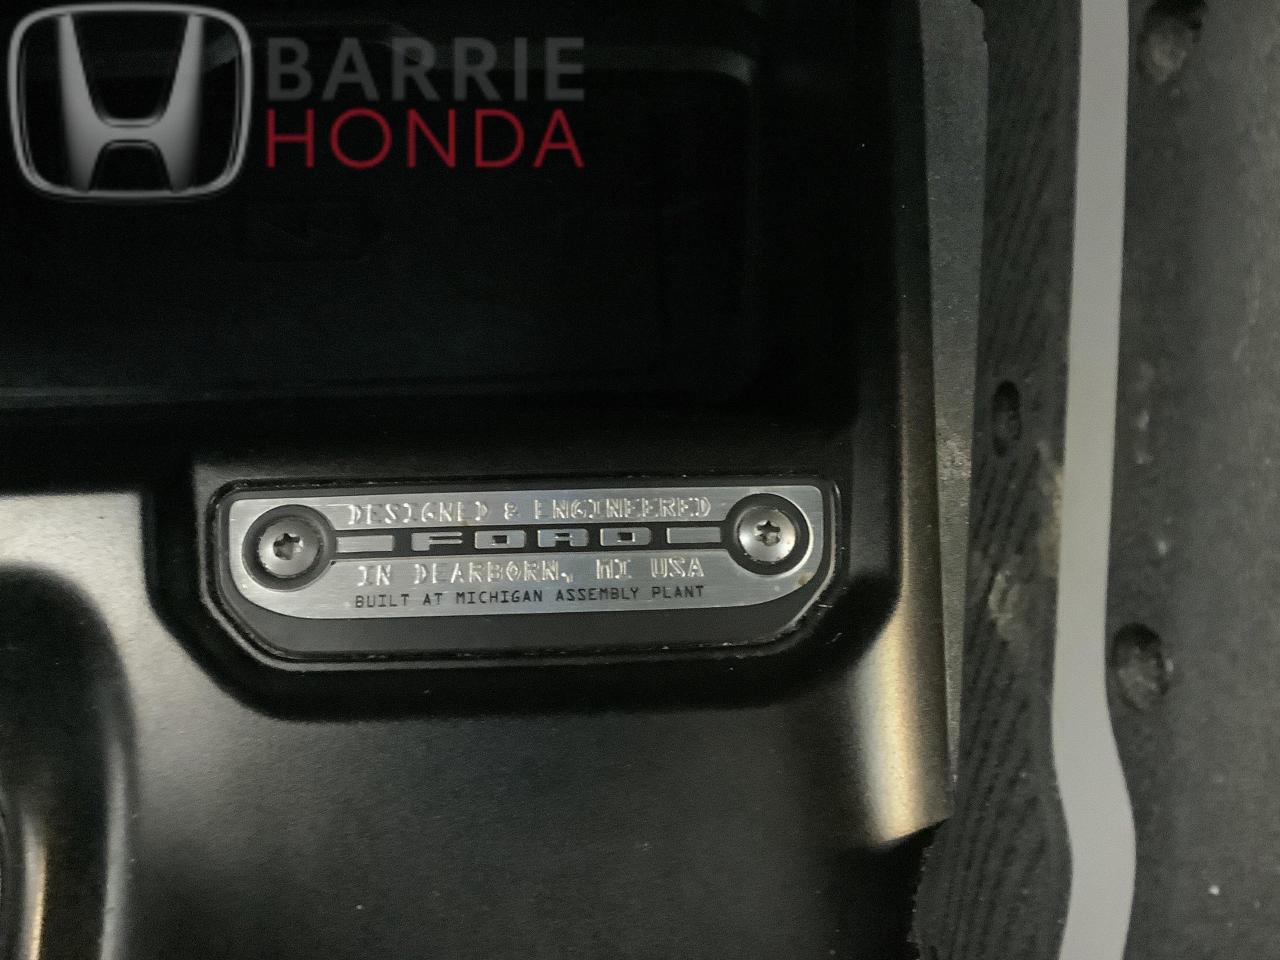 BARRIE
HONDA
DESIGNED & ENGINEERED
FORD
IN DEARBORN, MI USA
BUILT AT MICHIGAN ASSEMBLY PLANT